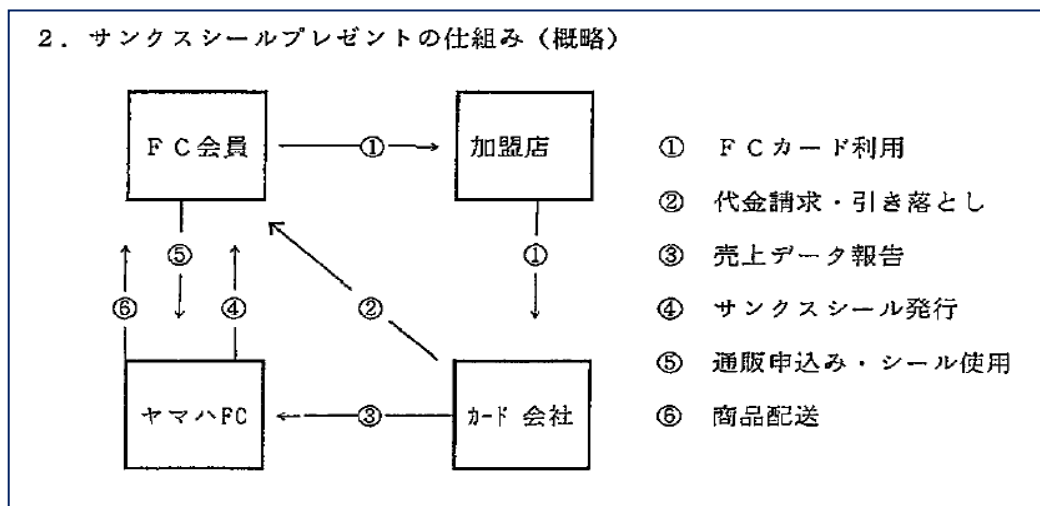 2．サンクスシールプレゼントの仕組み（概略）
ＦＣ会員
①
加盟店
① ＦＣカード利用
② 代金請求・引き落とし
③ 売上データ報告
④ サンクスシール発行
⑤ 通販申込み・シール使用
⑥ 商品配送
⑤
①
⑥
④
②
ヤマハFC
③
ｶｰﾄﾞ 会社